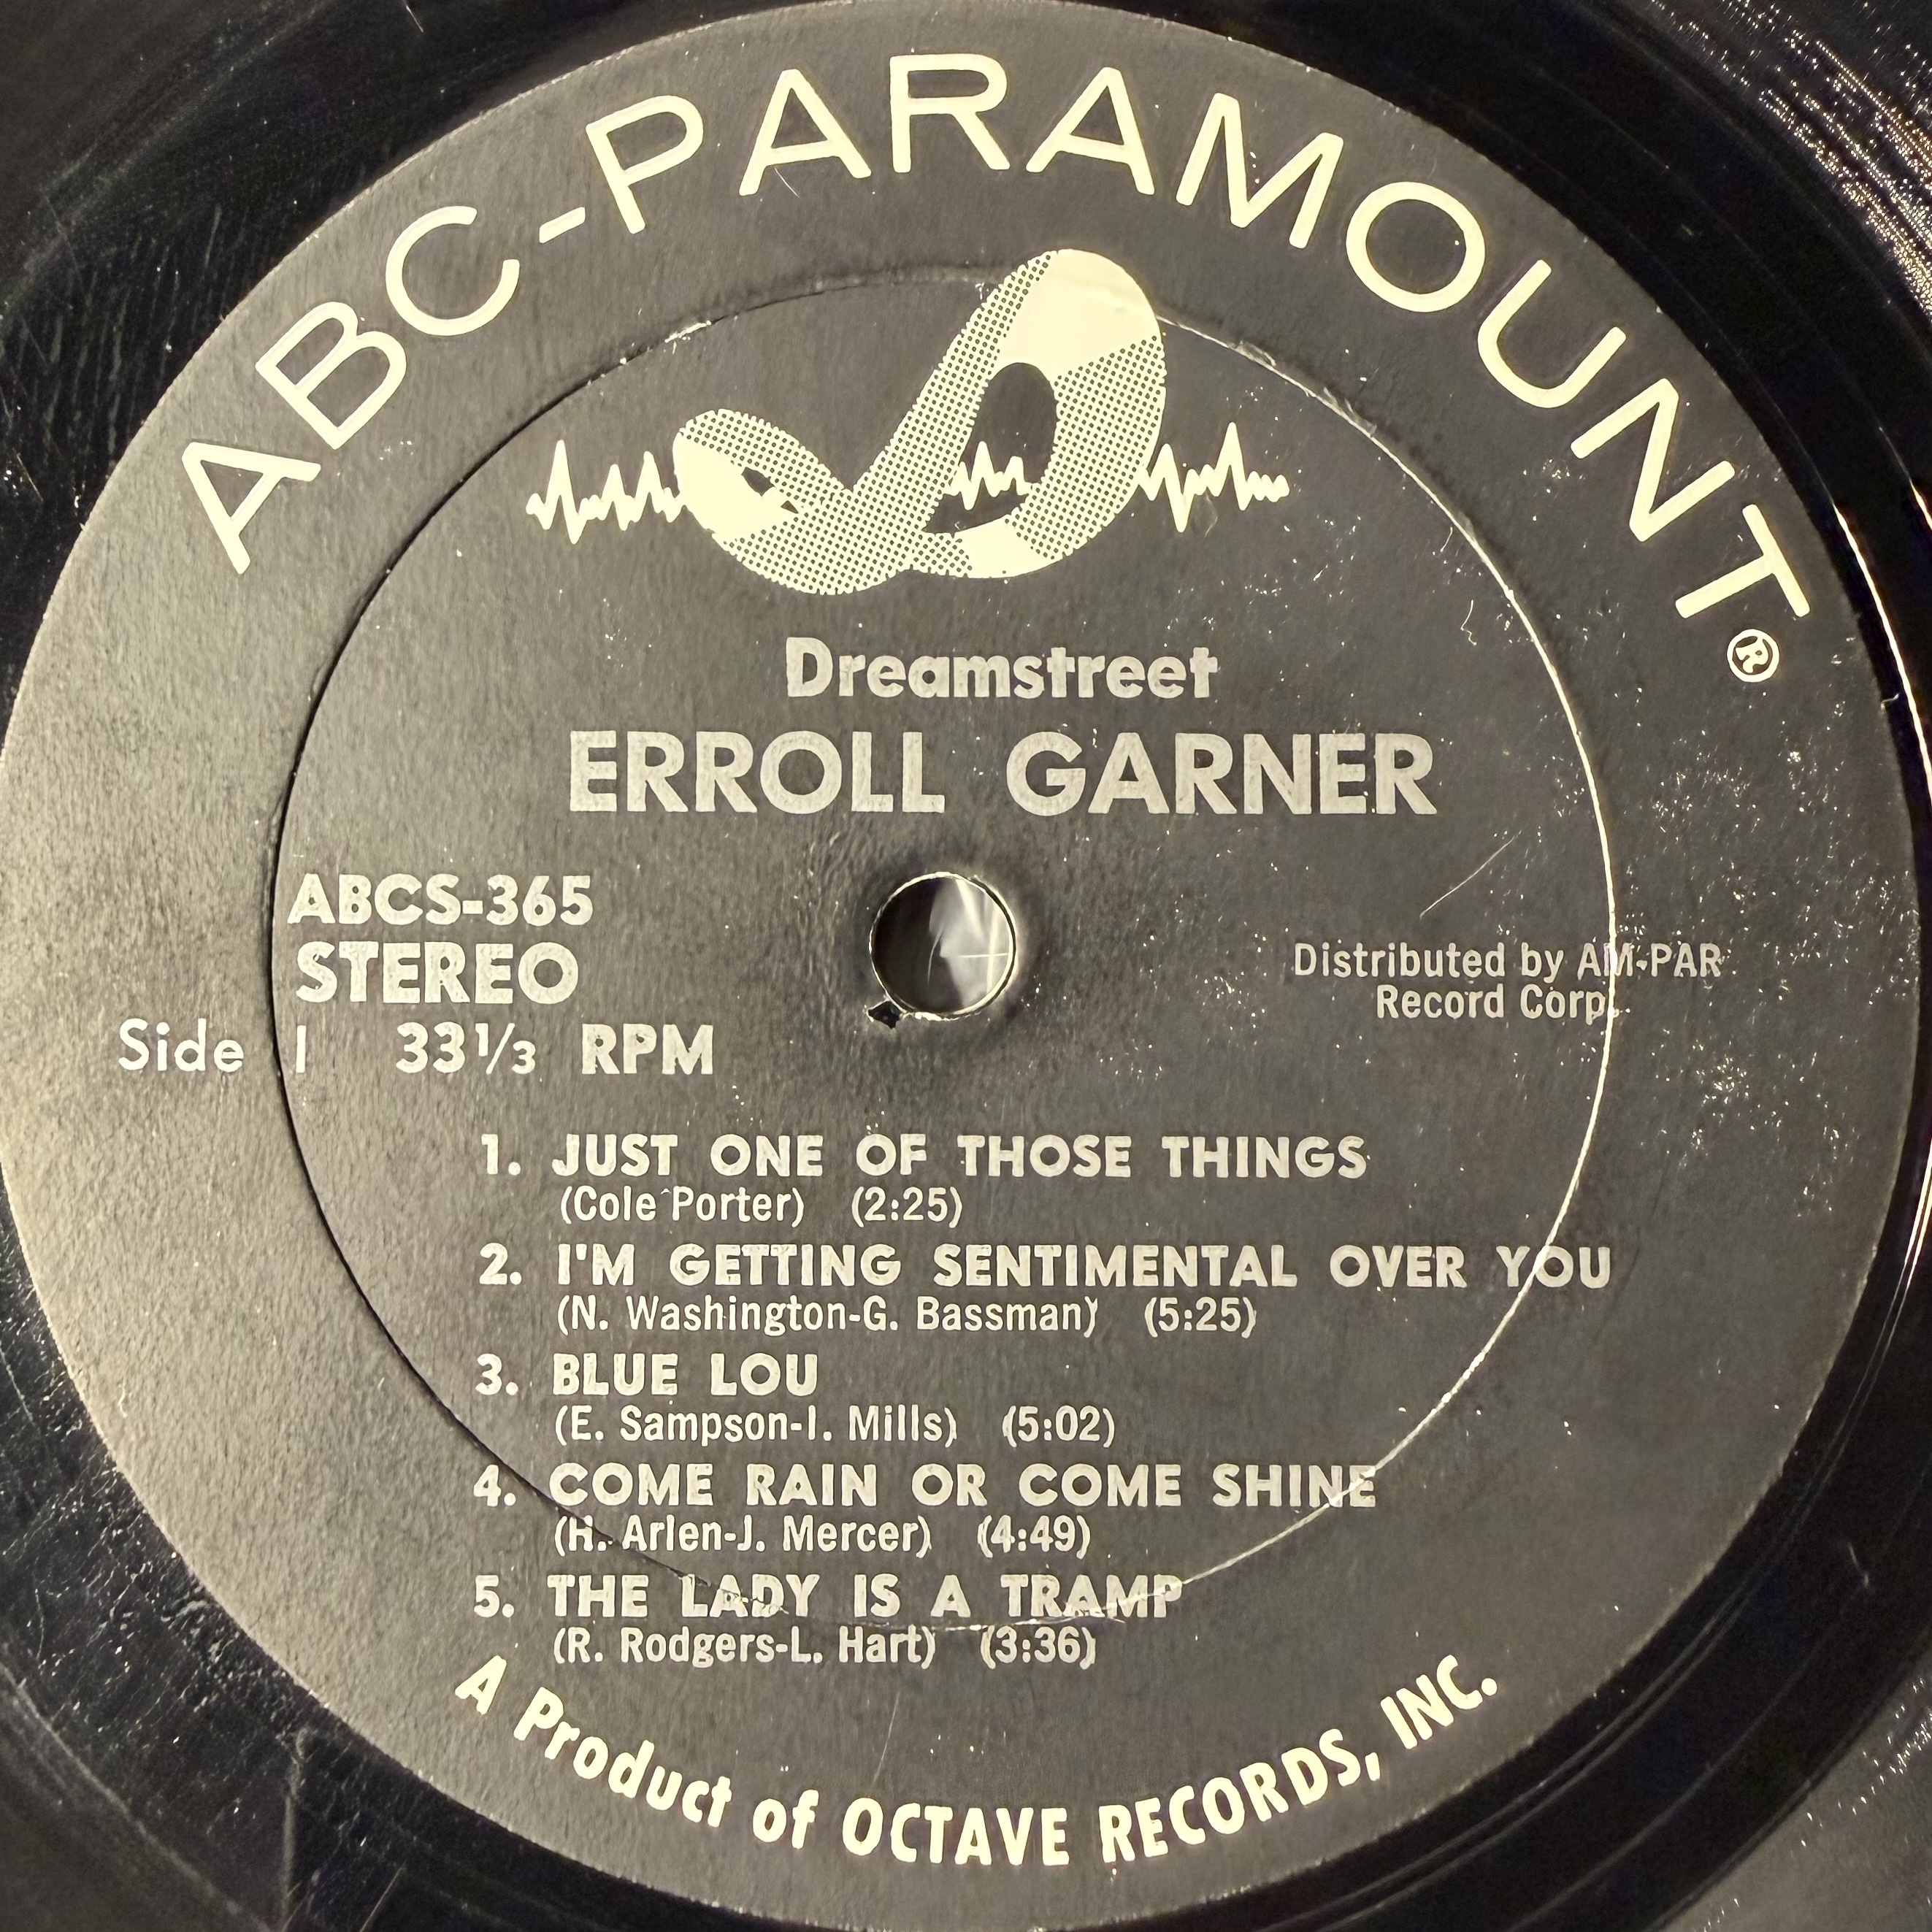 ABC-PARAMOUNT®
Dreamstreet
ERROLL GARNER
ABCS-365
STEREO
Side 1 33⅓ RPM
Distributed by AM-PAR
Record Corp.
1. JUST ONE OF THOSE THINGS
(Cole Porter) (2:25)
2. I'M GETTING SENTIMENTAL OVER YOU
(N. Washington-G. Bassman) (5:25)
3. BLUE LOU
(E. Sampson-I. Mills) (5:02)
4. COME RAIN OR COME SHINE
(H. Arlen-J. Mercer) (4:49)
5. THE LADY IS A TRAMP
(R. Rodgers-L. Hart) (3:36)
A Product of OCTAVE RECORDS, INC.